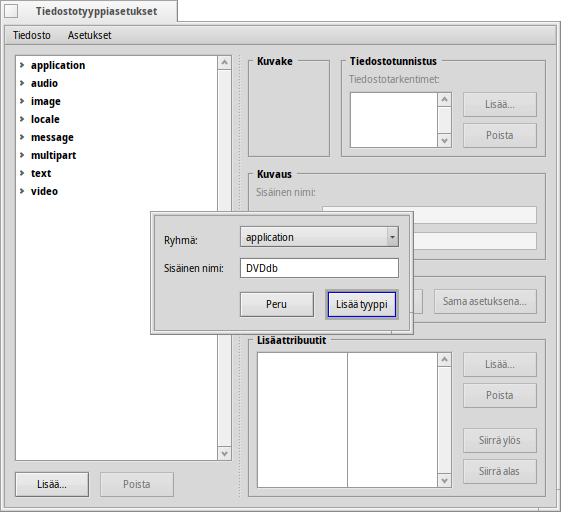 Tiedostotyyppiasetukset
Tiedosto Asetukset
application
audio
image
locale
message
multipart
text
video
Lisää...
Poista
Kuvake
Tiedostotunnistus
Tiedostotarkentimet:
Lisää...
Poista
Kuvaus
Sisäinen nimi:
Ryhmä:
application
Sisäinen nimi:
DVDdb
Peru
Lisää tyyppi
Sama asetuksena...
Lisäattribuutit
Lisää...
Poista
Siirrä ylös
Siirrä alas